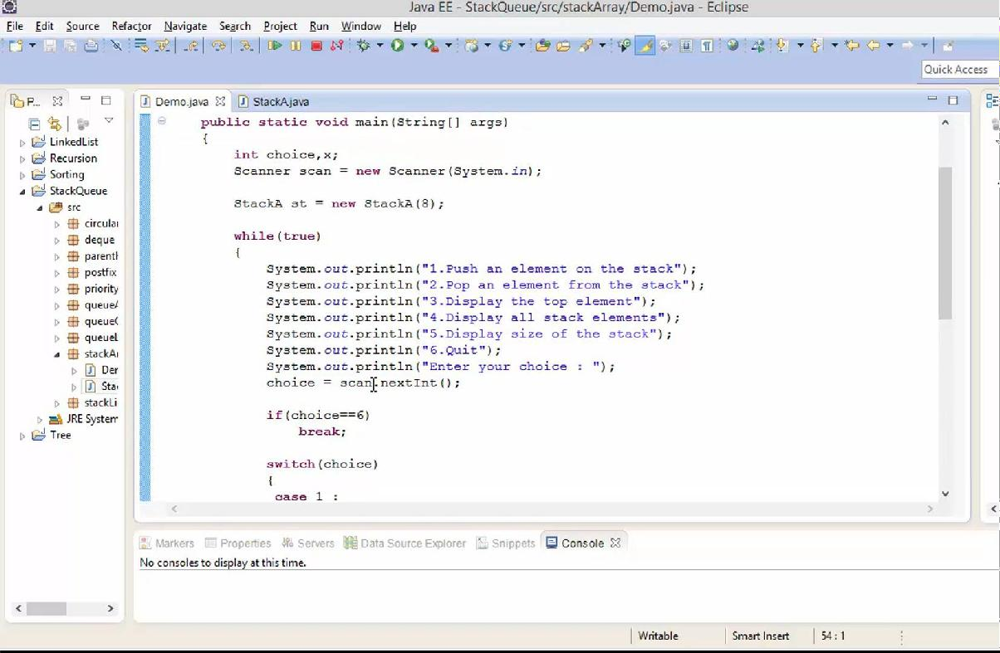 Java EE - StackQueue/src/stackArray/Demo.java - Eclipse
File Edit Source Refactor Navigate Search Project Run Window Help
Quick Access
P...
Demo.java
StackA.java
LinkedList
Recursion
Sorting
StackQueue
src
circular
deque
parenth
postfix
priority
queueA
queueC
queueL
stackAr
Der
Sta
stackLi
JRE System
Tree
public static void main(String[] args)
{
int choice,x;
Scanner scan = new Scanner(System.in);
StackA st = new StackA(8);
while(true)
{
System.out.println("1.Push an element on the stack");
System.out.println("2.Pop an element from the stack");
System.out.println("3.Display the top element");
System.out.println("4.Display all stack elements");
System.out.println("5.Display size of the stack");
System.out.println("6.Quit");
System.out.println("Enter your choice : ");
choice = scan.nextInt();
if(choice==6)
break;
switch(choice)
{
case 1 :
Markers Properties Servers Data Source Explorer Snippets Console
No consoles to display at this time.
Writable Smart Insert 54 : 1